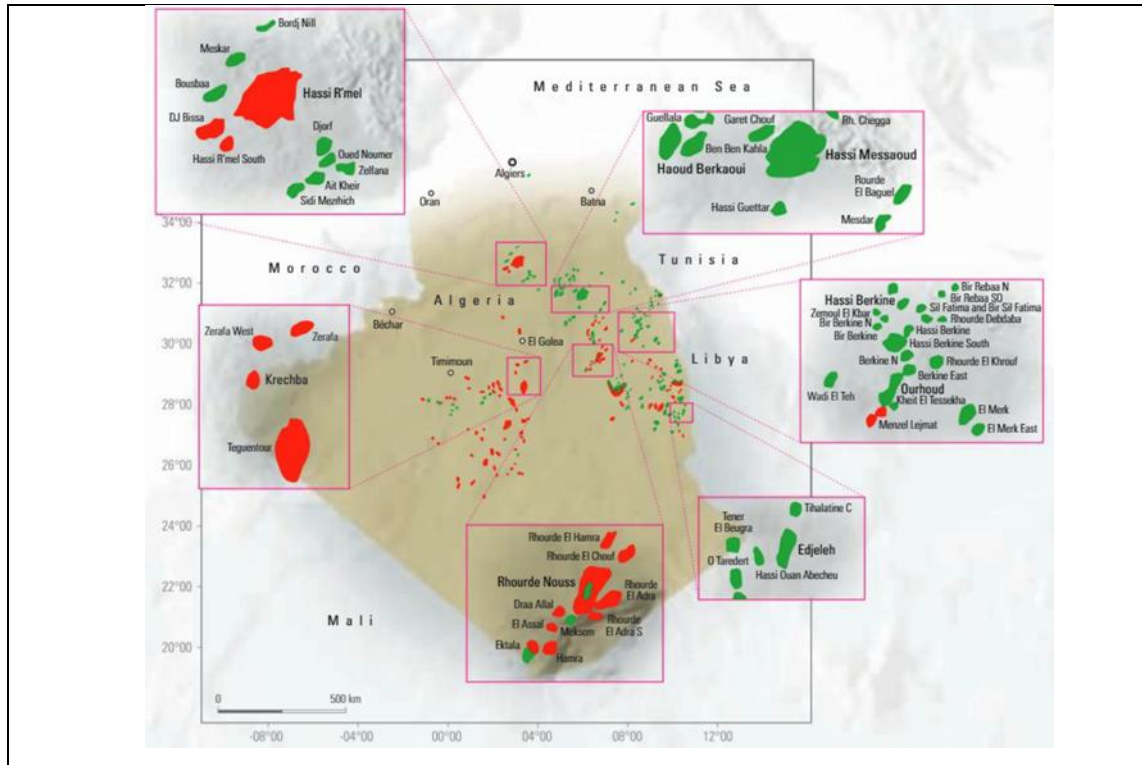 Bordj Nill
Meskar
Bousbaa
Hassi R'mel
DJ Bissa
Djorf
Hassi R'mel South
Oued Noumer
Zellana
Ait Kheir
Sidi Mezrhich
Mediterranean Sea
Guellala
Garet Chouf
Rh. Chegga
Ben Ben Kahla
Hassi Messaoud
Haoud Berkaoui
Rourde
El Baguel
Hassi Guettar
Mesdar
Algiers
Oran
Batna
34°00
32°00
30°00
28°00
26°00
24°00
22°00
20°00
Morocco
Tunisia
Algeria
Libya
Mali
Béchar
El Golea
Timimoun
Zerafa West
Zerafa
Krechba
Teguentour
Bir Rebaa N
Hassi Berkine
Bir Rebaa SO
Zemoul El Kbar
Sif Fatima and Bir Sif Fatima
Bir Berkine N
Rhourde Debdaba
Bir Berkine
Hassi Berkine
Hassi Berkine South
Berkine N
Rhourde El Khrouf
Berkine East
Wadi El Teh
Ourhoud
Kheit El Tessekha
El Merk
Menzel Lejmat
El Merk East
Tihalatine C
Tener
El Beugra
Edjeleh
O Taredert
Hassi Ouan Abecheu
Rhourde El Hamra
Rhourde El Chouf
Rhourde Nouss
Rhourde
El Adra
Draa Allal
El Assal
Meksem
Rhourde
El Adra S
Ektala
Hamra
0 500 km
-08°00 -04°00 00°00 04°00 08°00 12°00